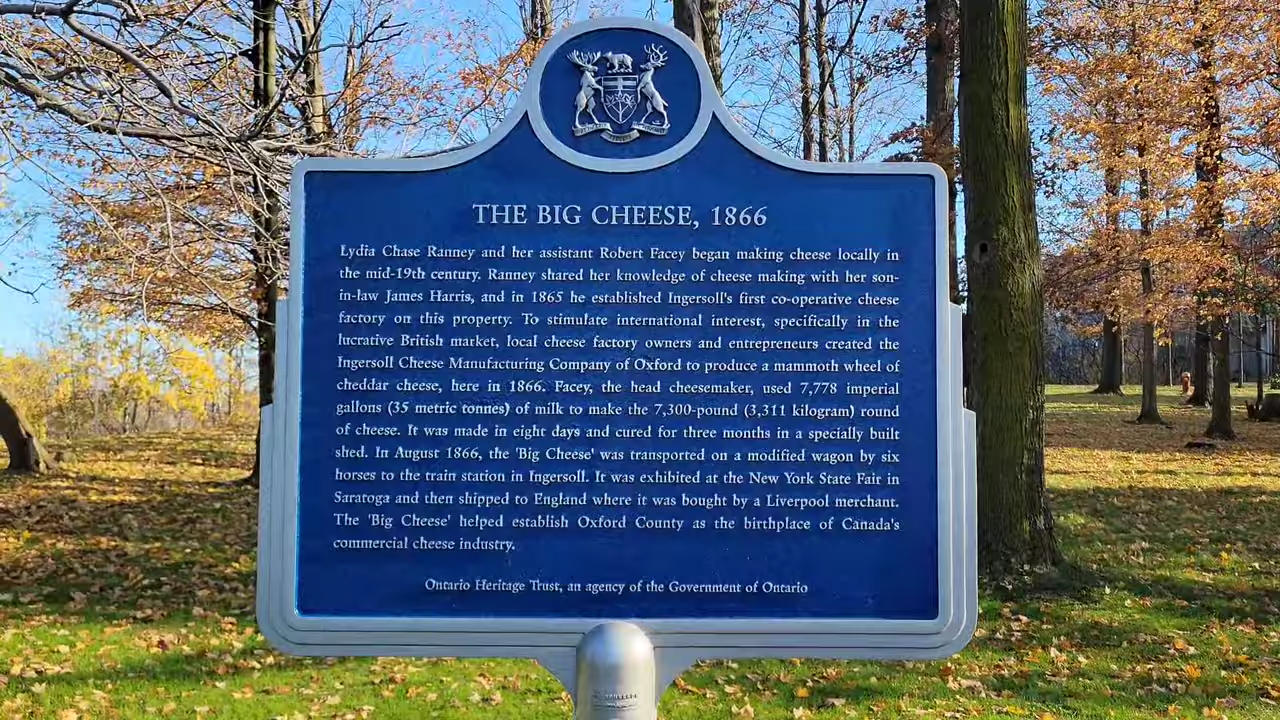 THE BIG CHEESE, 1866
Lydia Chase Ranney and her assistant Robert Facey began making cheese locally in
the mid-19th century. Ranney shared her knowledge of cheese making with her son-
in-law James Harris, and in 1865 he established Ingersoll's first co-operative cheese
factory on this property. To stimulate international interest, specifically in the
lucrative British market, local cheese factory owners and entrepreneurs created the
Ingersoll Cheese Manufacturing Company of Oxford to produce a mammoth wheel of
cheddar cheese, here in 1866. Facey, the head cheesemaker, used 7,778 imperial
gallons (35 metric tonnes) of milk to make the 7,300-pound (3,311 kilogram) round
of cheese. It was made in eight days and cured for three months in a specially built
shed. In August 1866, the 'Big Cheese' was transported on a modified wagon by six
horses to the train station in Ingersoll. It was exhibited at the New York State Fair in
Saratoga and then shipped to England where it was bought by a Liverpool merchant.
The 'Big Cheese' helped establish Oxford County as the birthplace of Canada's
commercial cheese industry.
Ontario Heritage Trust, an agency of the Government of Ontario